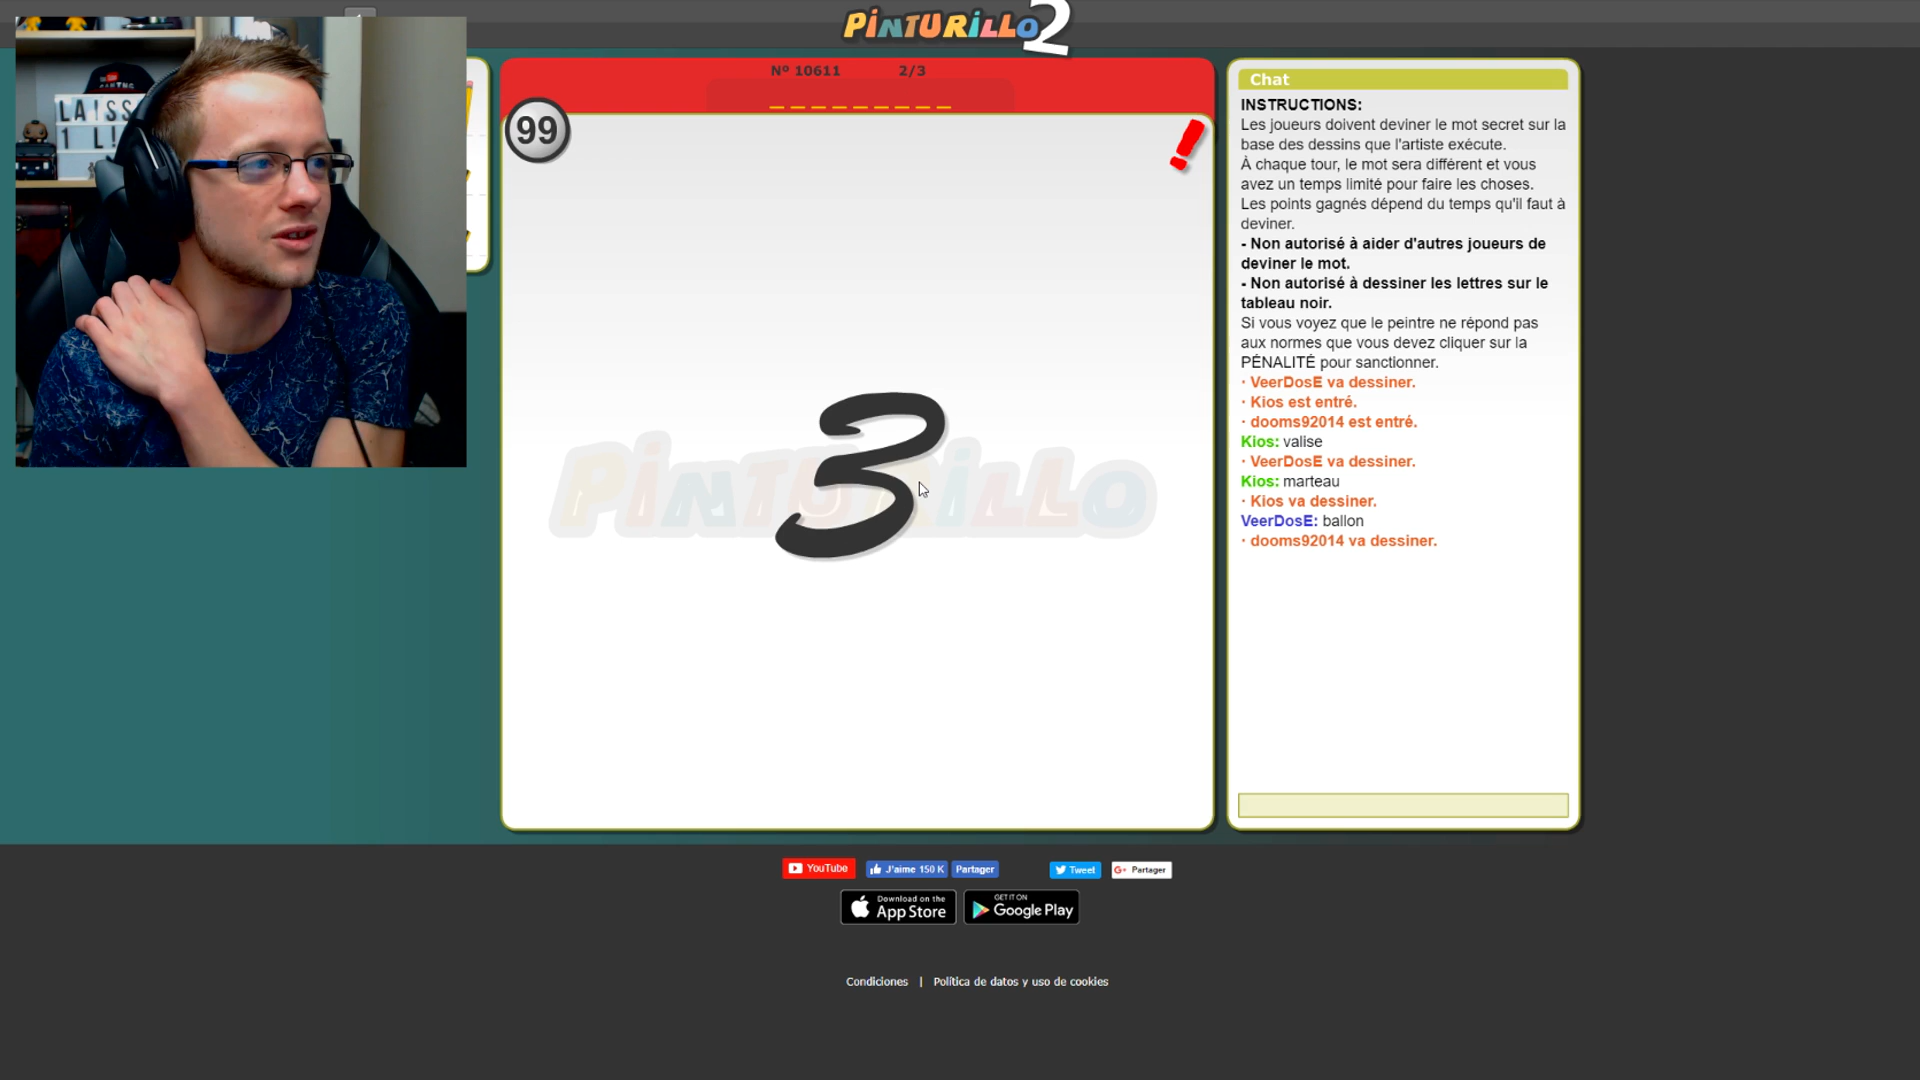 PINTURILLO 2
LAISS
1 L!
Nº 10611 2/3
_ _ _ _ _ _ _ _ _
99
!
3
PINTURILLO
Chat
INSTRUCTIONS:
Les joueurs doivent deviner le mot secret sur la
base des dessins que l'artiste exécute.
À chaque tour, le mot sera différent et vous
avez un temps limité pour faire les choses.
Les points gagnés dépend du temps qu'il faut à
deviner.
- Non autorisé à aider d'autres joueurs de
deviner le mot.
- Non autorisé à dessiner les lettres sur le
tableau noir.
Si vous voyez que le peintre ne répond pas
aux normes que vous devez cliquer sur la
PÉNALITÉ pour sanctionner.
· VeerDosE va dessiner.
· Kios est entré.
· dooms92014 est entré.
Kios: valise
· VeerDosE va dessiner.
Kios: marteau
· Kios va dessiner.
VeerDosE: ballon
· dooms92014 va dessiner.
YouTube J'aime 150 K Partager Tweet G+ Partager
Download on the
App Store
GET IT ON
Google Play
Condiciones | Política de datos y uso de cookies